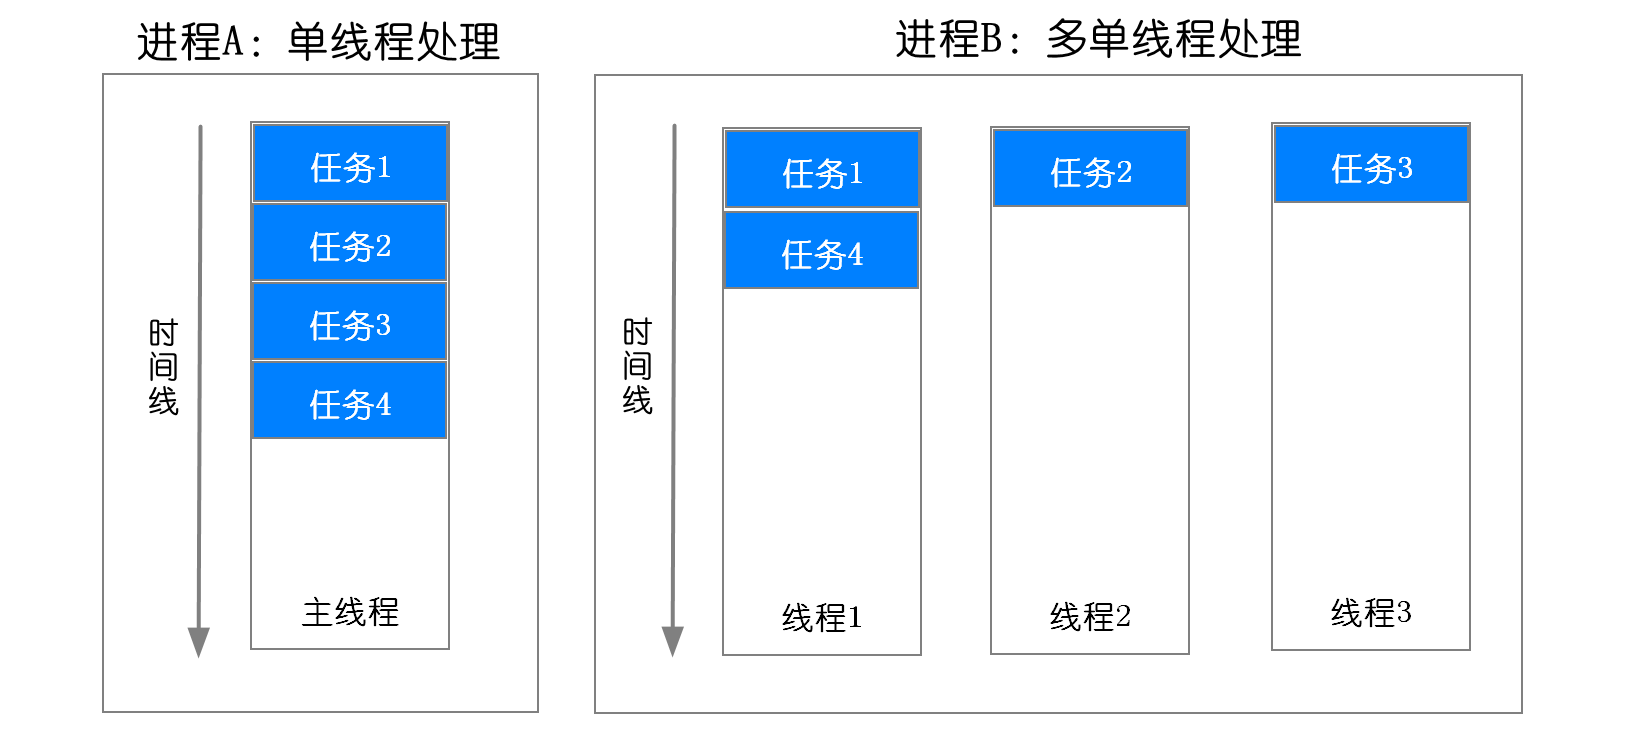 进程A：单线程处理
时间线
任务1
任务2
任务3
任务4
主线程
进程B：多单线程处理
时间线
任务1
任务4
线程1
任务2
线程2
任务3
线程3